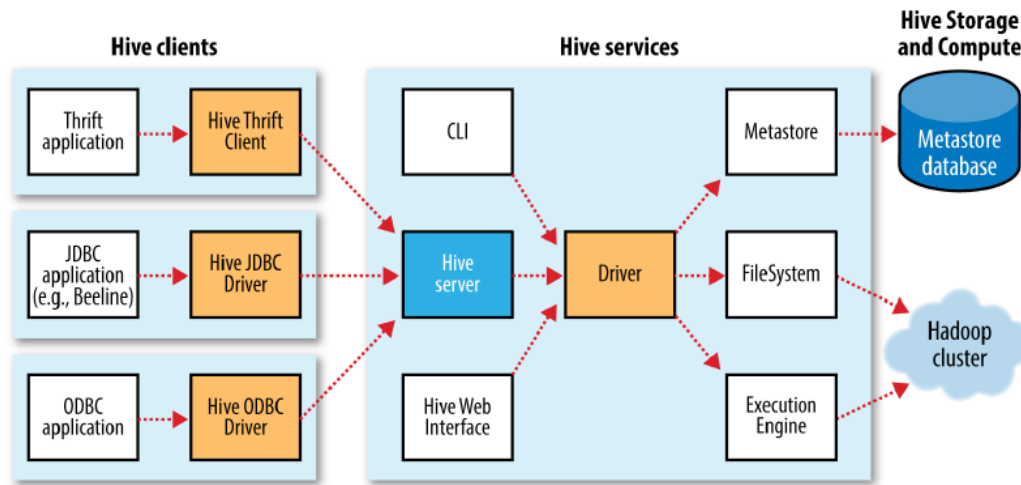 Hive clients
Hive services
Hive Storage
and Compute
Thrift
application
Hive Thrift
Client
CLI
Metastore
Metastore
database
JDBC
application
(e.g., Beeline)
Hive JDBC
Driver
Hive
server
Driver
FileSystem
Hadoop
cluster
ODBC
application
Hive ODBC
Driver
Hive Web
Interface
Execution
Engine